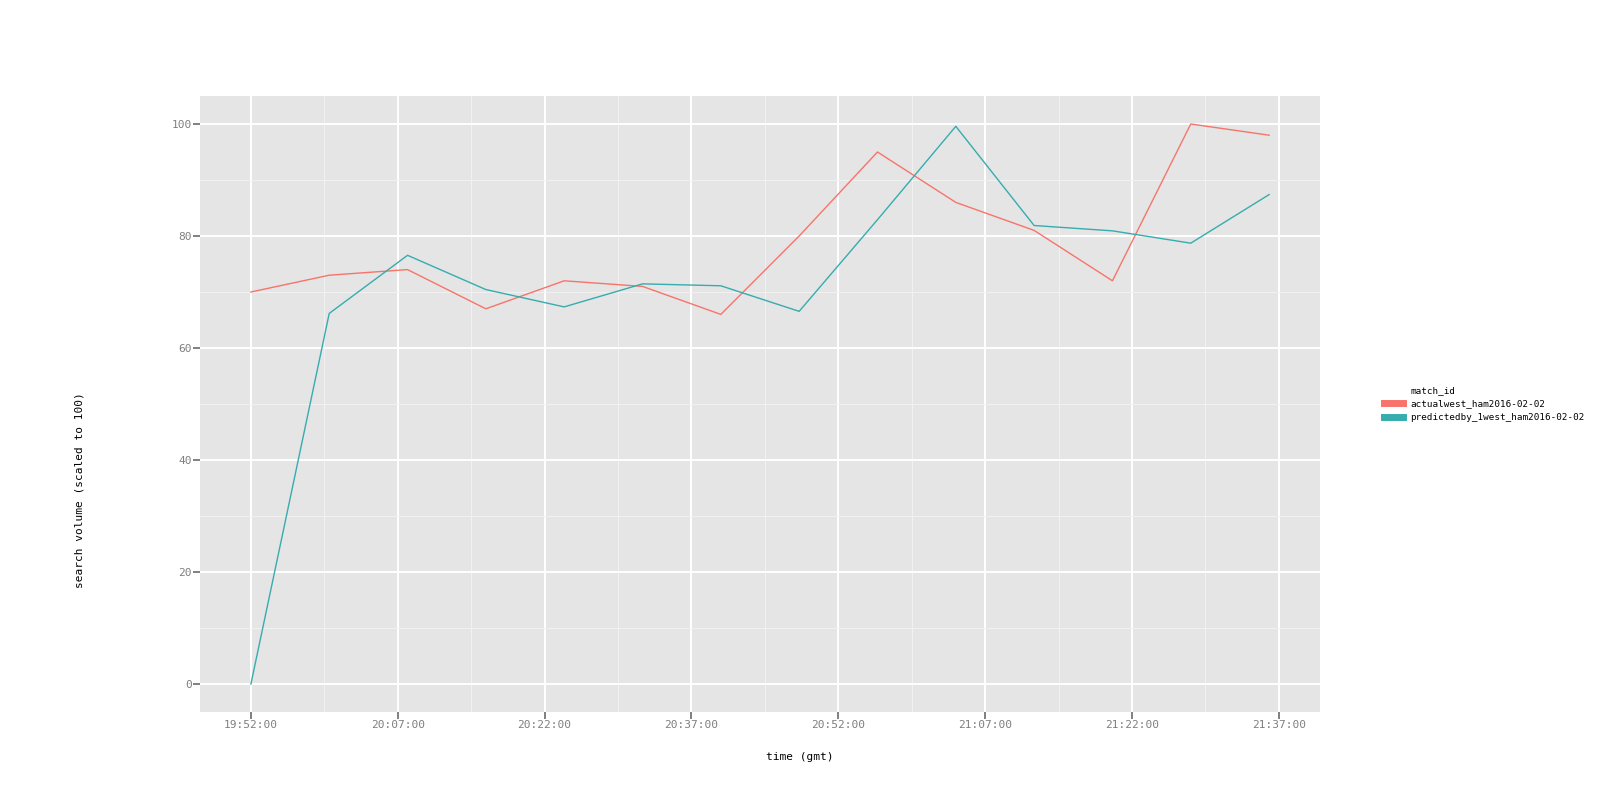 100
80
60
40
20
0
search volume (scaled to 100)
19:52:00 20:07:00 20:22:00 20:37:00 20:52:00 21:07:00 21:22:00 21:37:00
time (gmt)
match_id
actualwest_ham2016-02-02
predictedby_1west_ham2016-02-02